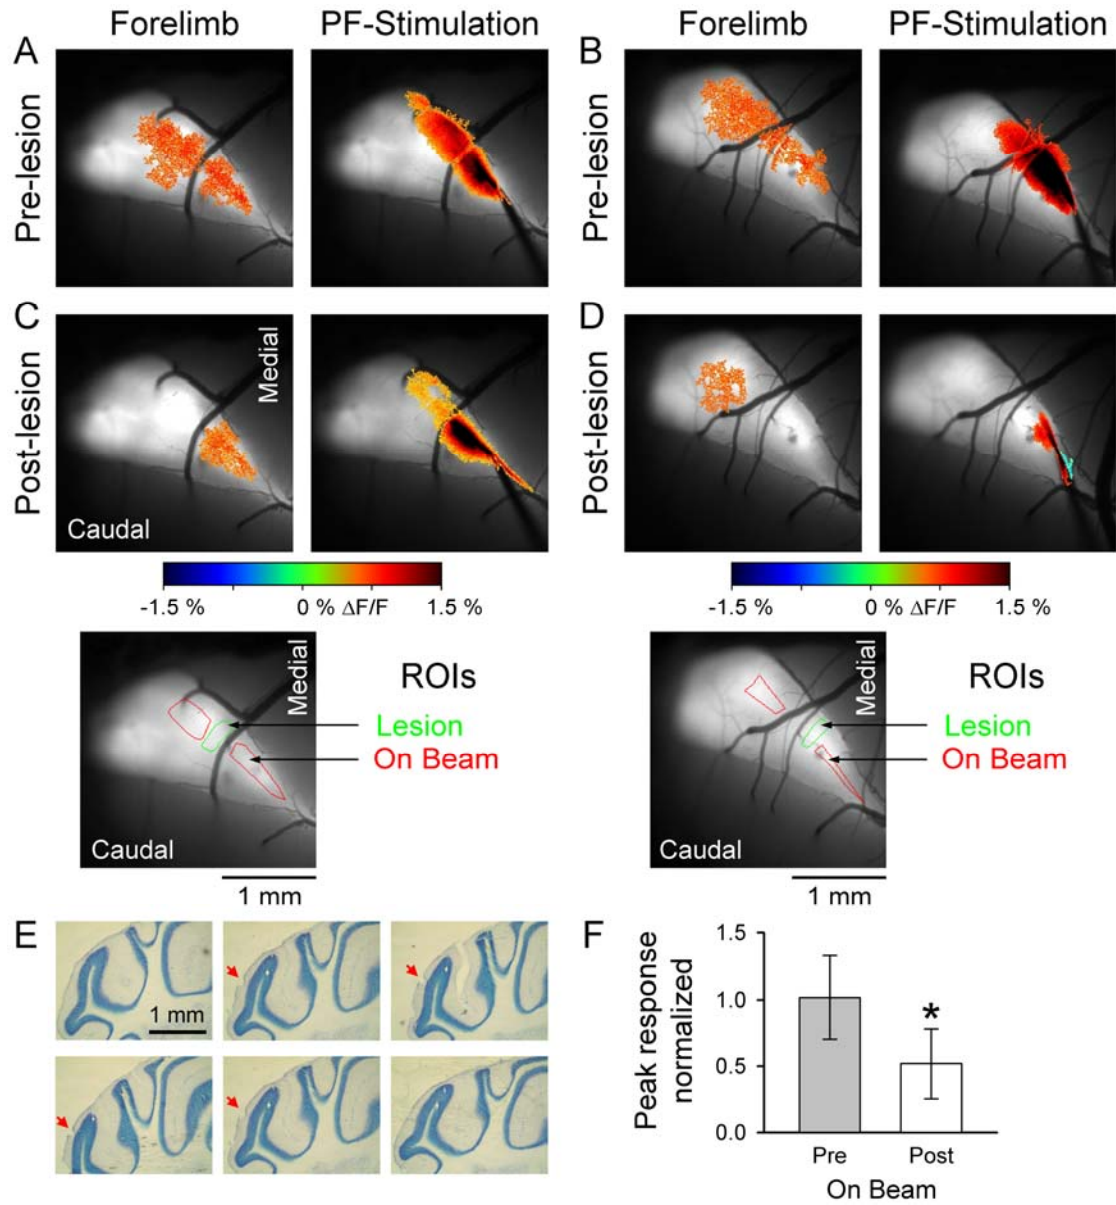 Forelimb PF-Stimulation Forelimb PF-Stimulation
A B
Pre-lesion Pre-lesion
C D
Post-lesion Post-lesion
Medial
Caudal
-1.5 % 0 % ΔF/F 1.5 % -1.5 % 0 % ΔF/F 1.5 %
Medial ROIs Medial ROIs
Lesion Lesion
On Beam On Beam
Caudal Caudal
1 mm 1 mm
E
1 mm
F
Peak response
normalized
1.5
1.0
0.5
0.0
*
Pre Post
On Beam